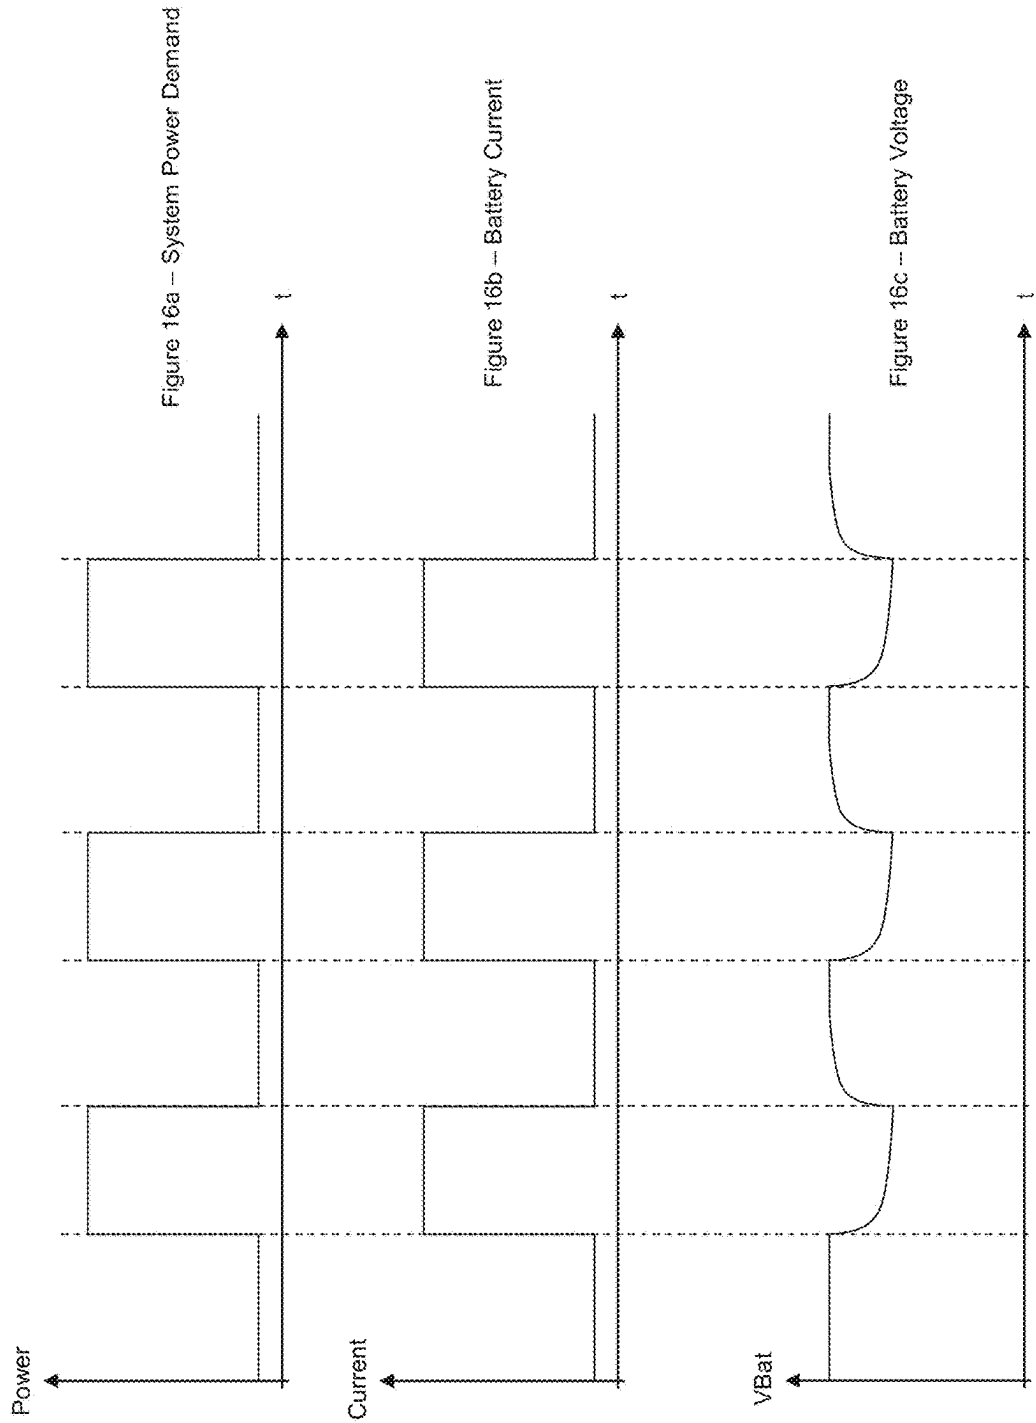 Power
Figure 16a – System Power Demand
t
Current
Figure 16b – Battery Current
t
VBat
Figure 16c – Battery Voltage
t